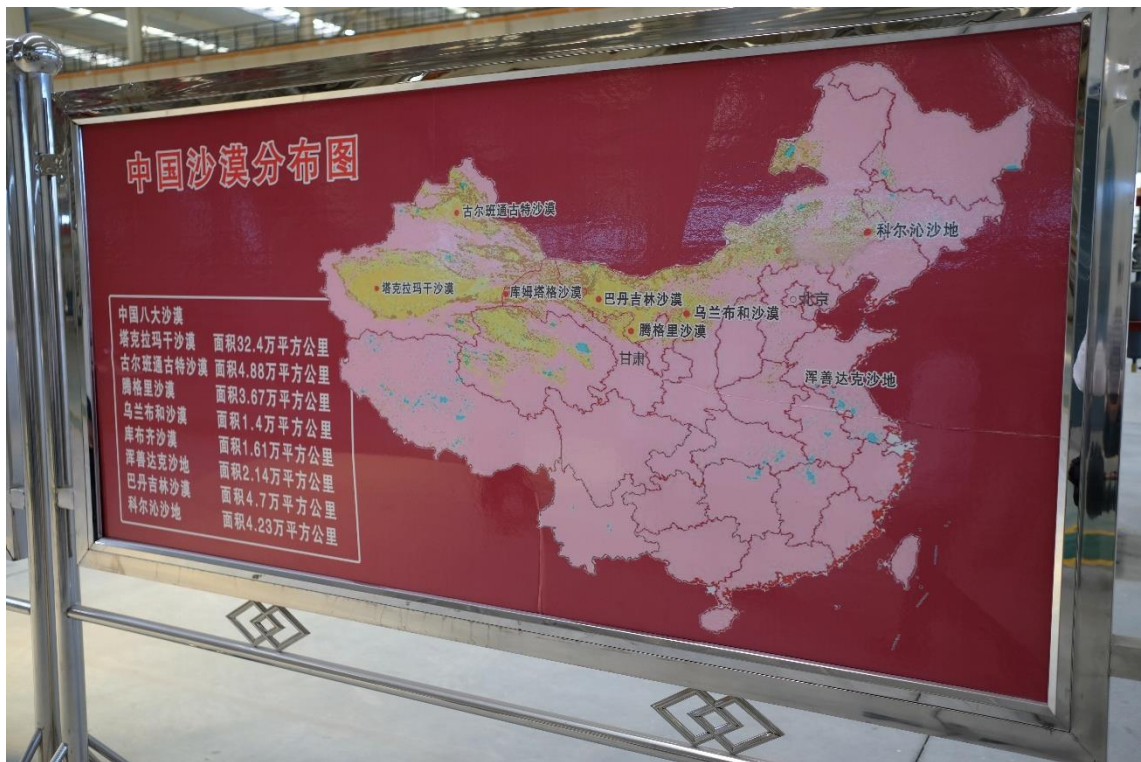 中国沙漠分布图
古尔班通古特沙漠
科尔沁沙地
塔克拉玛干沙漠
库姆塔格沙漠
巴丹吉林沙漠
北京
乌兰布和沙漠
腾格里沙漠
甘肃
浑善达克沙地
中国八大沙漠
塔克拉玛干沙漠 面积32.4万平方公里
古尔班通古特沙漠 面积4.88万平方公里
腾格里沙漠 面积3.67万平方公里
乌兰布和沙漠 面积1.4万平方公里
库布齐沙漠 面积1.61万平方公里
浑善达克沙地 面积2.14万平方公里
巴丹吉林沙漠 面积4.7万平方公里
科尔沁沙地 面积4.23万平方公里